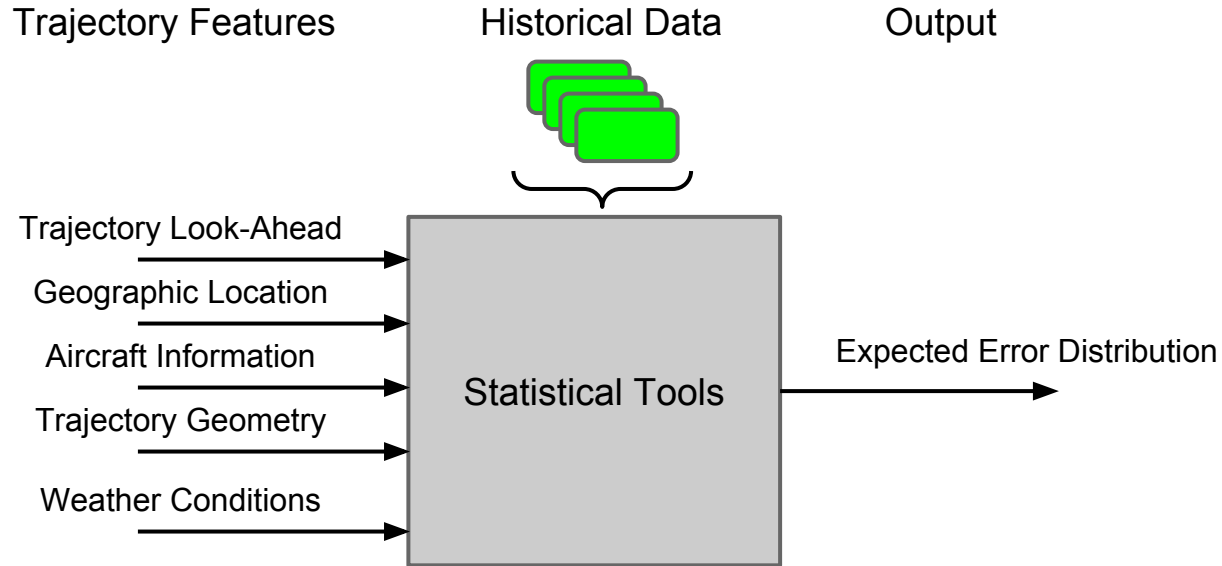 Trajectory Features
Historical Data
Output
Trajectory Look-Ahead
Geographic Location
Aircraft Information
Trajectory Geometry
Weather Conditions
Statistical Tools
Expected Error Distribution